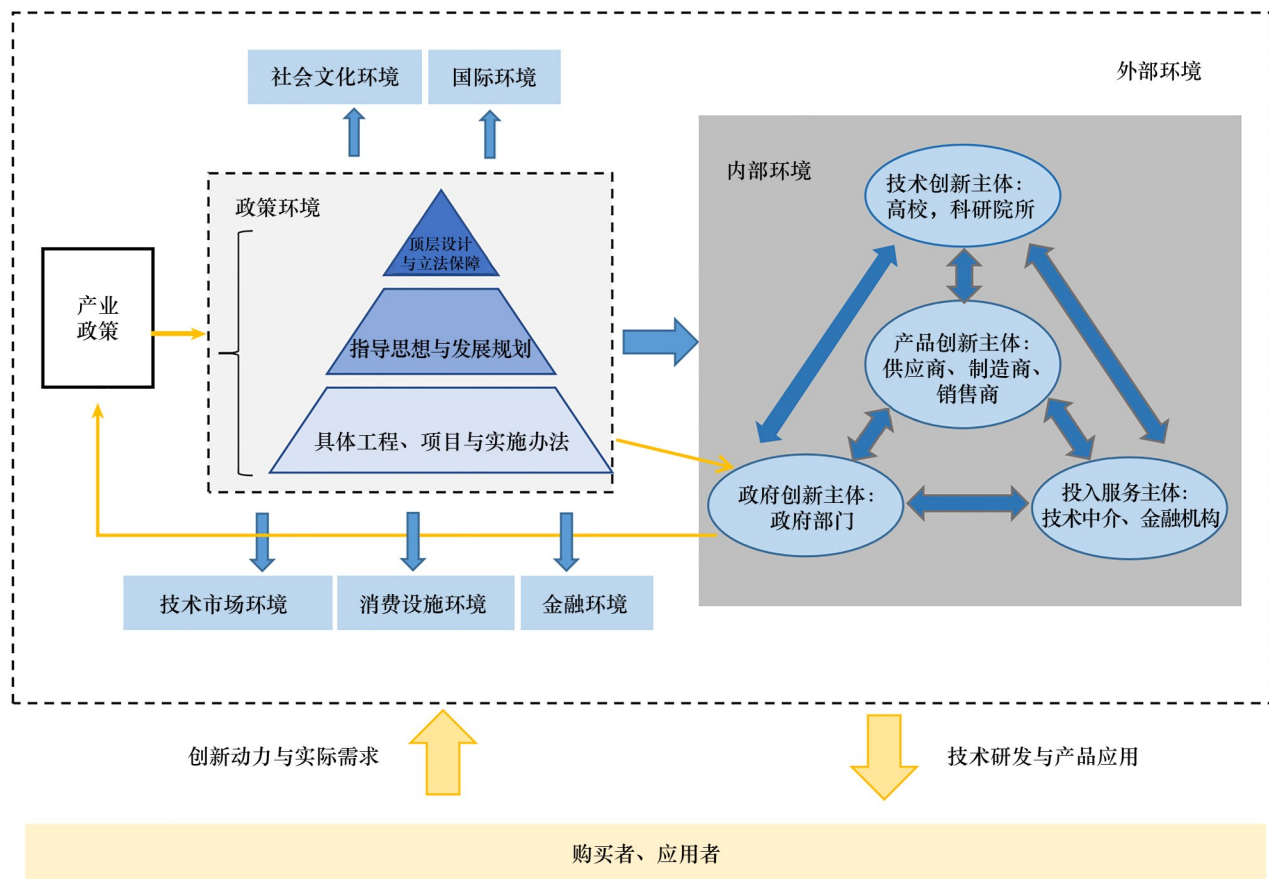 社会文化环境
国际环境
外部环境
内部环境
政策环境
技术创新主体：
高校，科研院所
顶层设计
与立法保障
产业
政策
指导思想与发展规划
产品创新主体：
供应商、制造商、
销售商
具体工程、项目与实施办法
政府创新主体：
政府部门
投入服务主体：
技术中介、金融机构
技术市场环境
消费设施环境
金融环境
创新动力与实际需求
技术研发与产品应用
购买者、应用者